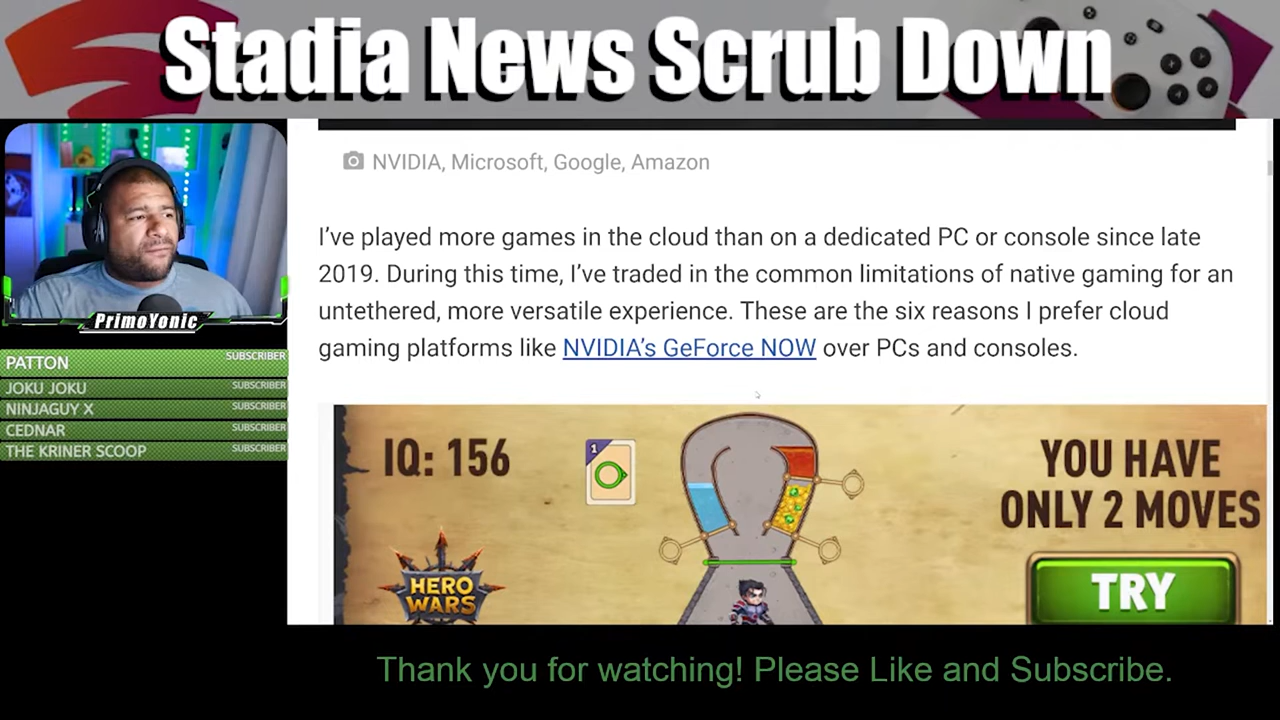 Stadia News Scrub Down
NVIDIA, Microsoft, Google, Amazon
I've played more games in the cloud than on a dedicated PC or console since late
2019. During this time, I've traded in the common limitations of native gaming for an
untethered, more versatile experience. These are the six reasons I prefer cloud
gaming platforms like NVIDIA's GeForce NOW over PCs and consoles.
PrimoYonic
PATTON SUBSCRIBER
JOKU JOKU SUBSCRIBER
NINJAGUY X SUBSCRIBER
CEDNAR SUBSCRIBER
THE KRINER SCOOP SUBSCRIBER
IQ: 156
1
HERO
WARS
YOU HAVE
ONLY 2 MOVES
TRY
Thank you for watching! Please Like and Subscribe.